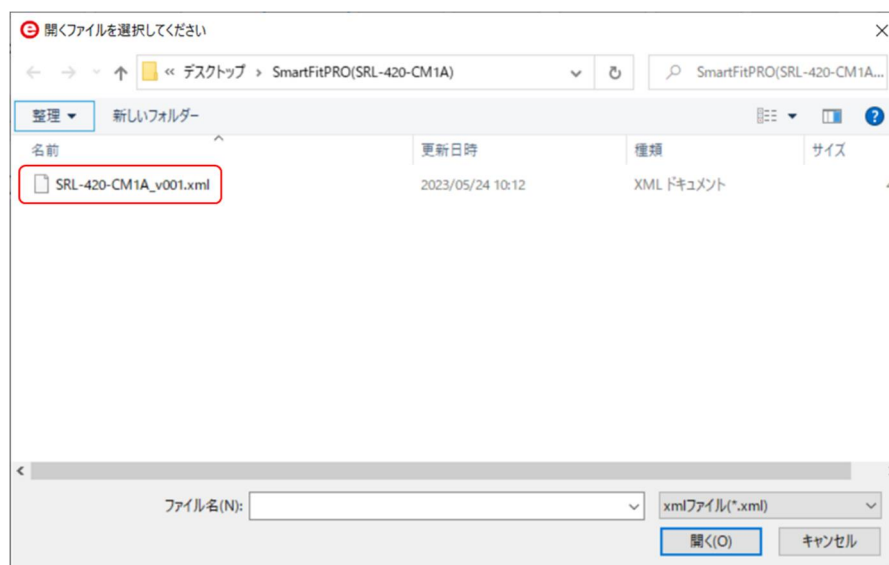 開くファイルを選択してください
« デスクトップ › SmartFitPRO(SRL-420-CM1A)
SmartFitPRO(SRL-420-CM1A...
整理
新しいフォルダー
名前 更新日時 種類 サイズ
SRL-420-CM1A_v001.xml 2023/05/24 10:12 XML ドキュメント
ファイル名(N): xmlファイル(*.xml)
開く(O) キャンセル